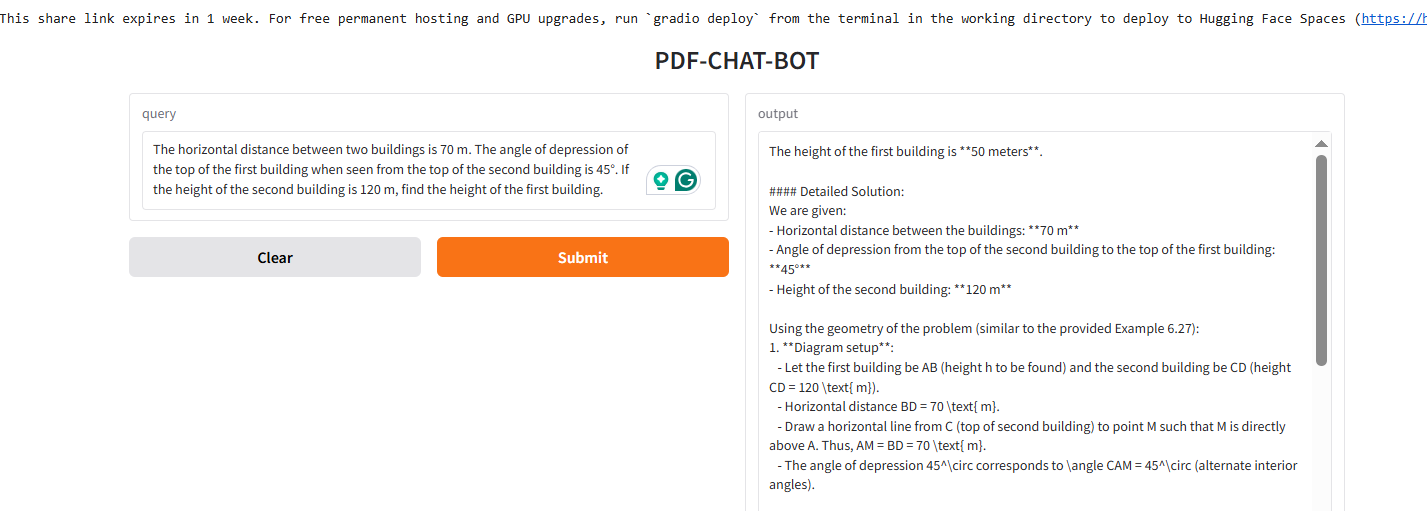 This share link expires in 1 week. For free permanent hosting and GPU upgrades, run `gradio deploy` from the terminal in the working directory to deploy to Hugging Face Spaces (https://h
PDF-CHAT-BOT
query
The horizontal distance between two buildings is 70 m. The angle of depression of
the top of the first building when seen from the top of the second building is 45°. If
the height of the second building is 120 m, find the height of the first building.
Clear
Submit
output
The height of the first building is **50 meters**.
#### Detailed Solution:
We are given:
- Horizontal distance between the buildings: **70 m**
- Angle of depression from the top of the second building to the top of the first building:
**45°**
- Height of the second building: **120 m**
Using the geometry of the problem (similar to the provided Example 6.27):
1. **Diagram setup**:
- Let the first building be AB (height h to be found) and the second building be CD (height
CD = 120 \text{ m}).
- Horizontal distance BD = 70 \text{ m}.
- Draw a horizontal line from C (top of second building) to point M such that M is directly
above A. Thus, AM = BD = 70 \text{ m}.
- The angle of depression 45^\circ corresponds to \angle CAM = 45^\circ (alternate interior
angles).